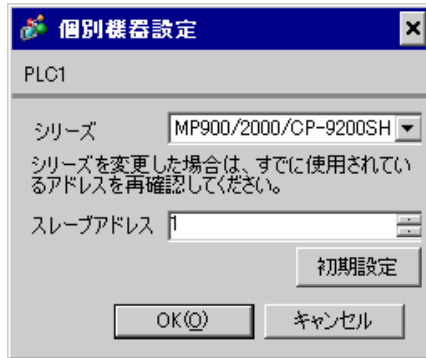 個別機器設定
PLC1
シリーズ MP900/2000/CP-9200SH
シリーズを変更した場合は、すでに使用されてい
るアドレスを再確認してください。
スレーブアドレス 1
初期設定
OK(O) キャンセル